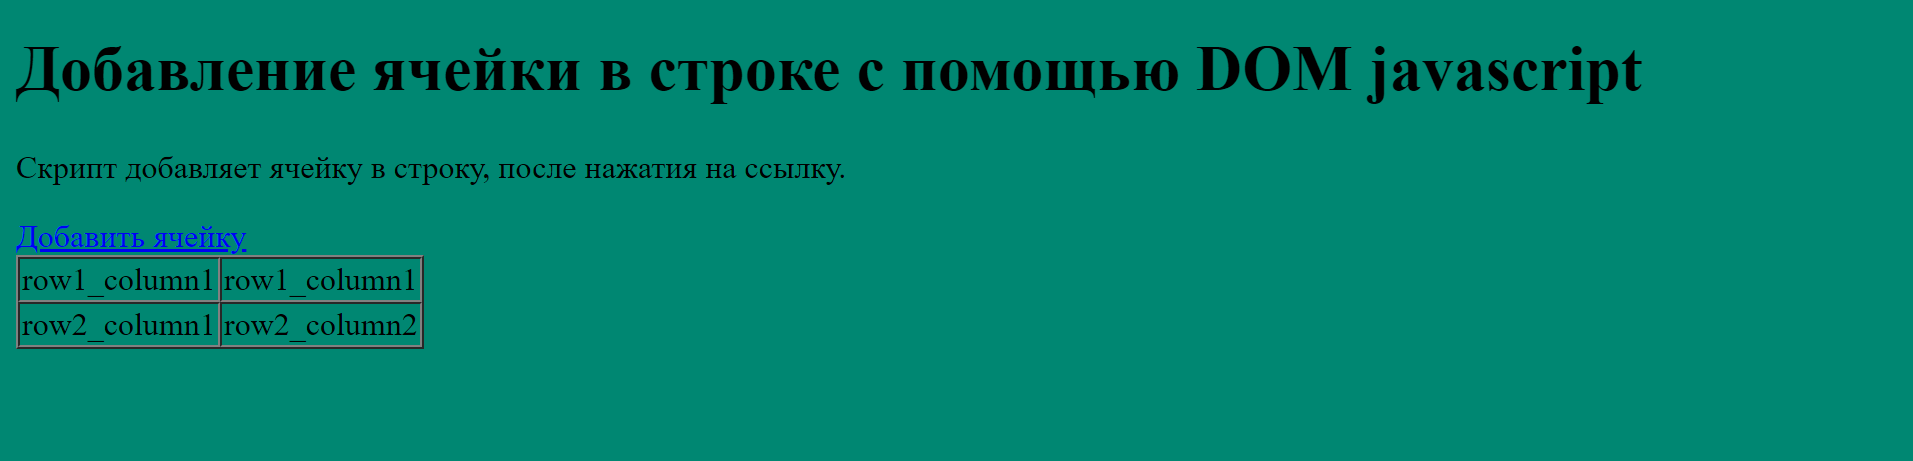 Добавление ячейки в строке с помощью DOM javascript
Скрипт добавляет ячейку в строку, после нажатия на ссылку.
Добавить ячейку
row1_column1 row1_column1
row2_column1 row2_column2